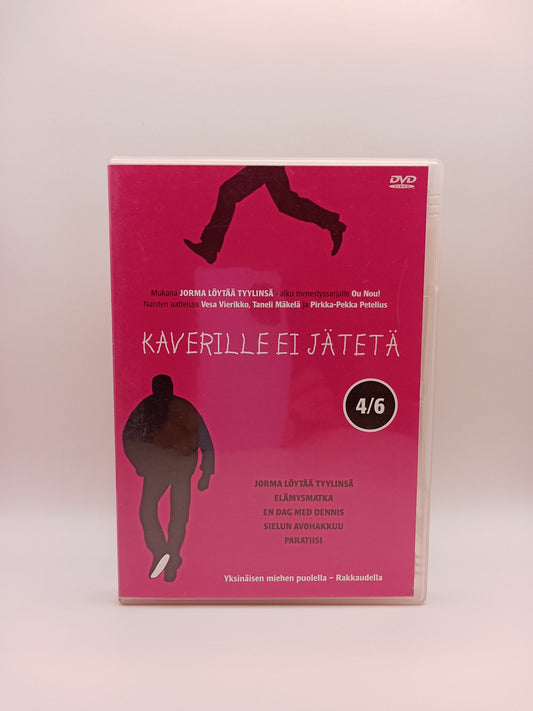 DVD
VIDEO
Mukana JORMA LÖYTÄÄ TYYLINSÄ - alku menestyssarjalle Ou Nou!
Naisten aatteissa Vesa Vierikko, Taneli Mäkelä ja Pirkka-Pekka Petelius
KAVERILLE EI JÄTETÄ
4/6
JORMA LÖYTÄÄ TYYLINSÄ
ELÄMYSMATKA
EN DAG MED DENNIS
SIELUN AVOHAKKUU
PARATIISI
Yksinäisen miehen puolella – Rakkaudella